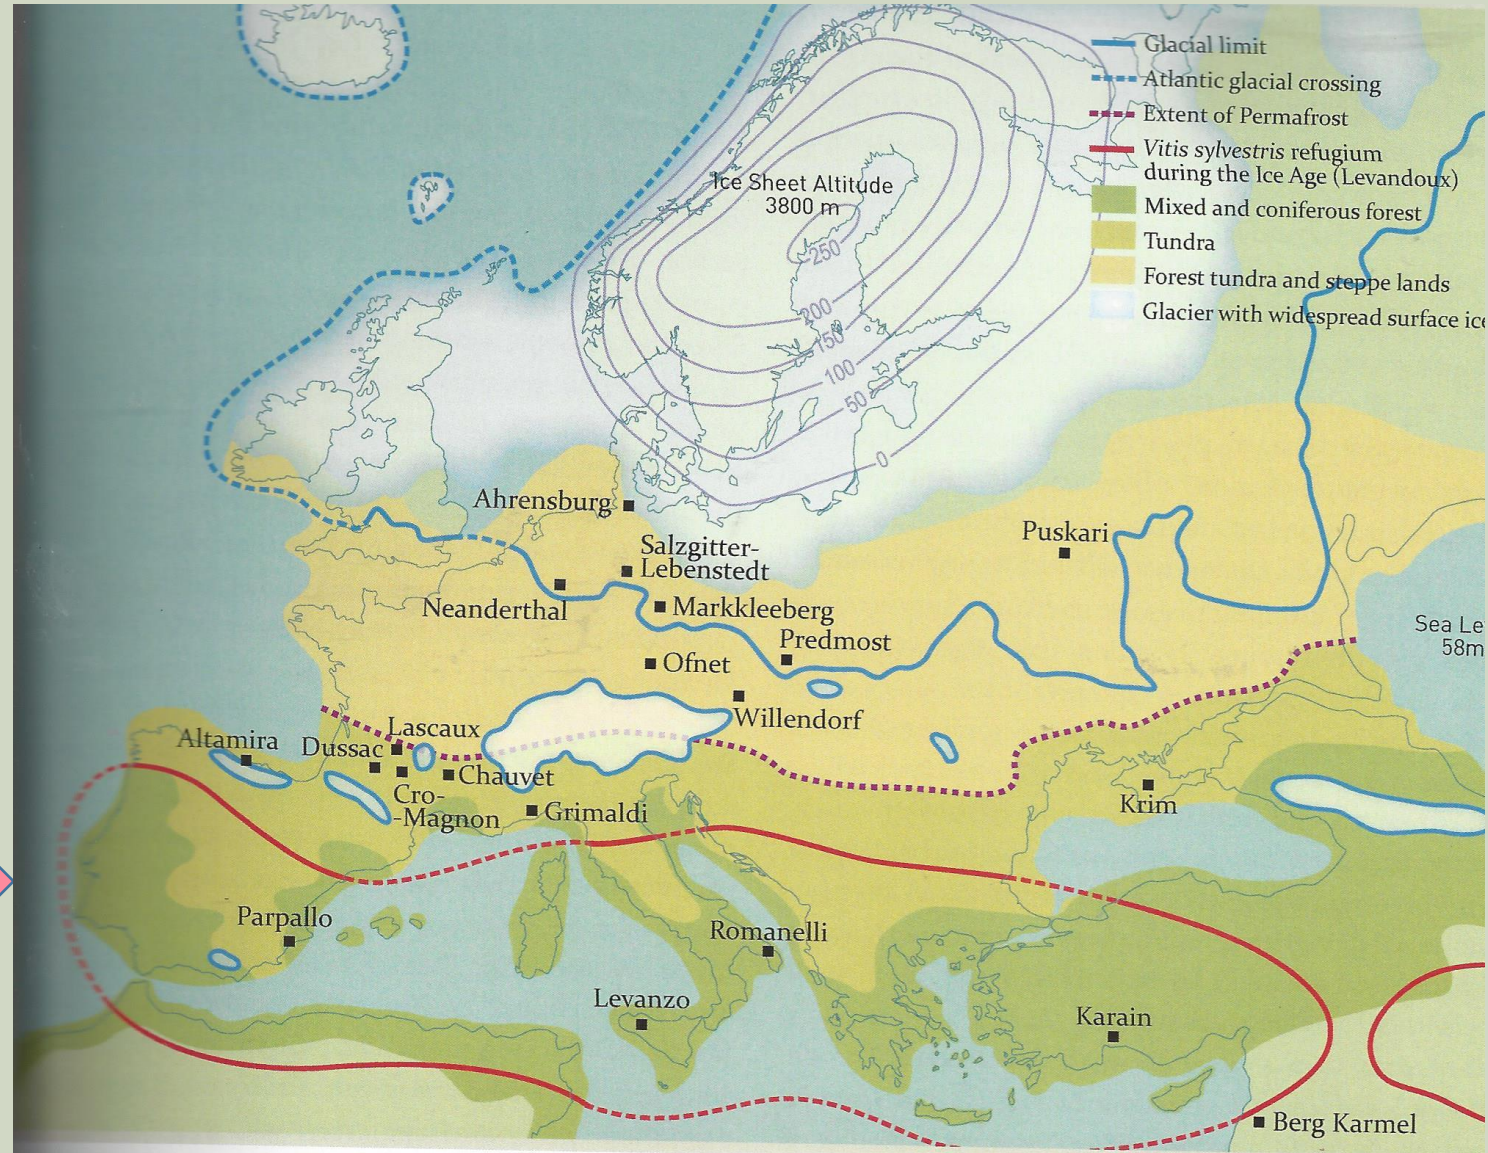 Glacial limit
Atlantic glacial crossing
Extent of Permafrost
Vitis sylvestris refugium
during the Ice Age (Levandoux)
Mixed and coniferous forest
Tundra
Forest tundra and steppe lands
Glacier with widespread surface ice
Ice Sheet Altitude
3800 m
250
200
150
100
50
0
Ahrensburg
Salzgitter-
Lebenstedt
Puskari
Neanderthal
Markkleeberg
Predmost
Sea Le
58m
Ofnet
Willendorf
Lascaux
Altamira
Dussac
Chauvet
Cro-
-Magnon
Grimaldi
Krim
Parpallo
Romanelli
Levanzo
Karain
Berg Karmel